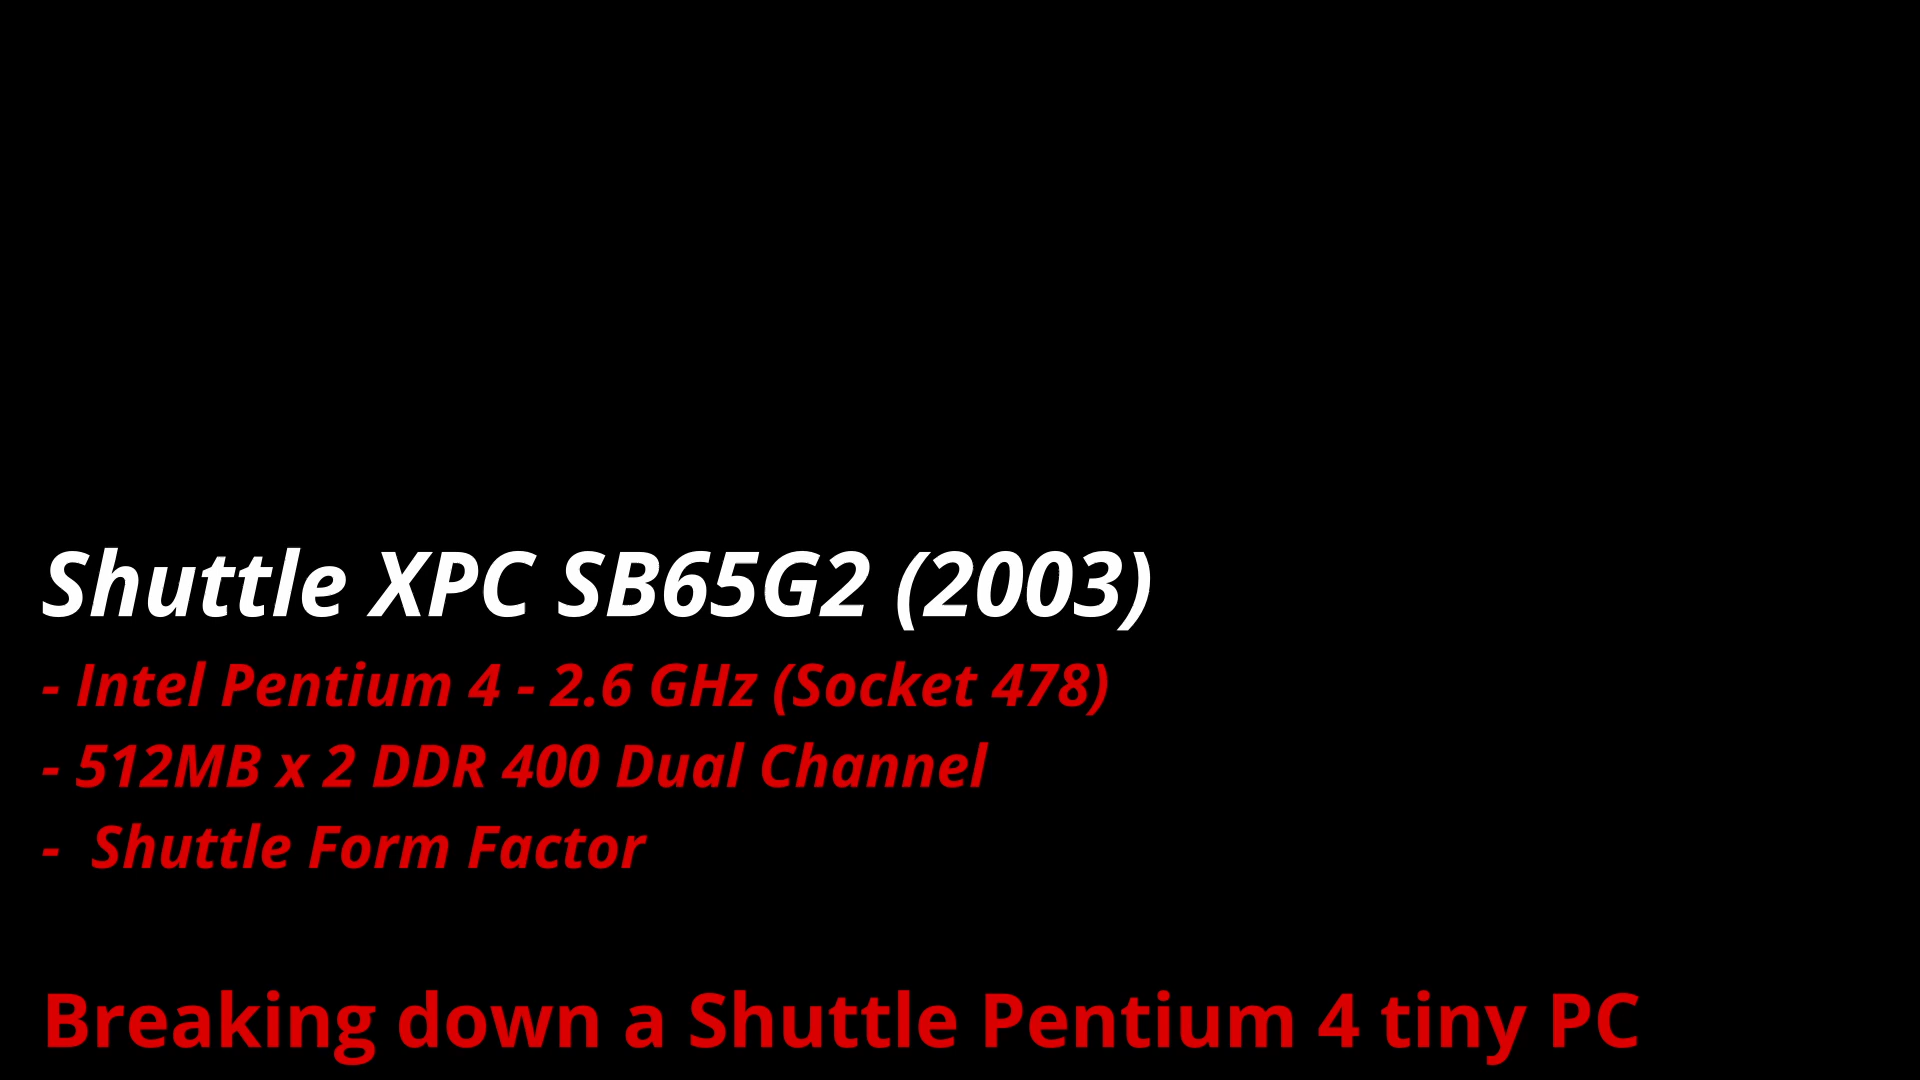 Shuttle XPC SB65G2 (2003)
- Intel Pentium 4 - 2.6 GHz (Socket 478)
- 512MB x 2 DDR 400 Dual Channel
-  Shuttle Form Factor
Breaking down a Shuttle Pentium 4 tiny PC